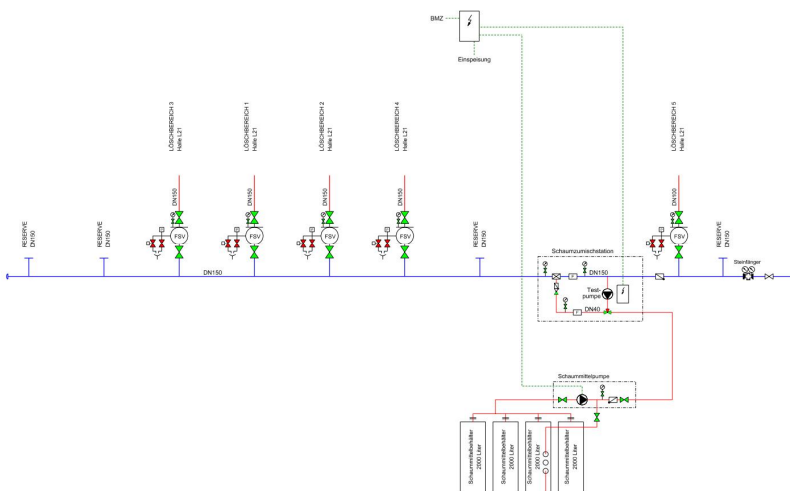 BMZ
Einspeisung
LÖSCHBEREICH 3
Halle L21
LÖSCHBEREICH 1
Halle L21
LÖSCHBEREICH 2
Halle L21
LÖSCHBEREICH 4
Halle L21
LÖSCHBEREICH 5
Halle L21
DN150
DN150
DN150
DN150
DN100
RESERVE
DN150
RESERVE
DN150
RESERVE
DN150
RESERVE
DN150
FSV
FSV
FSV
FSV
FSV
Schaumzumischstation
Steinfänger
DN150
F
DN150
Test-
pumpe
F
DN40
Schaummittelpumpe
Schaummittelbehälter
2000 Liter
Schaummittelbehälter
2000 Liter
Schaummittelbehälter
2000 Liter
Schaummittelbehälter
2000 Liter